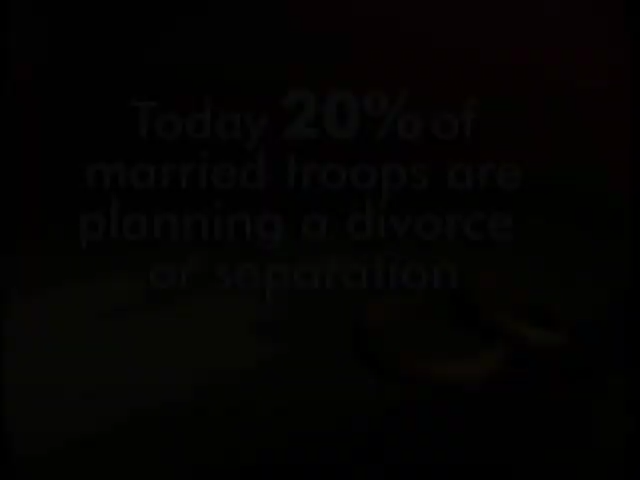 Today 20% of
married troops are
planning a divorce
or separation